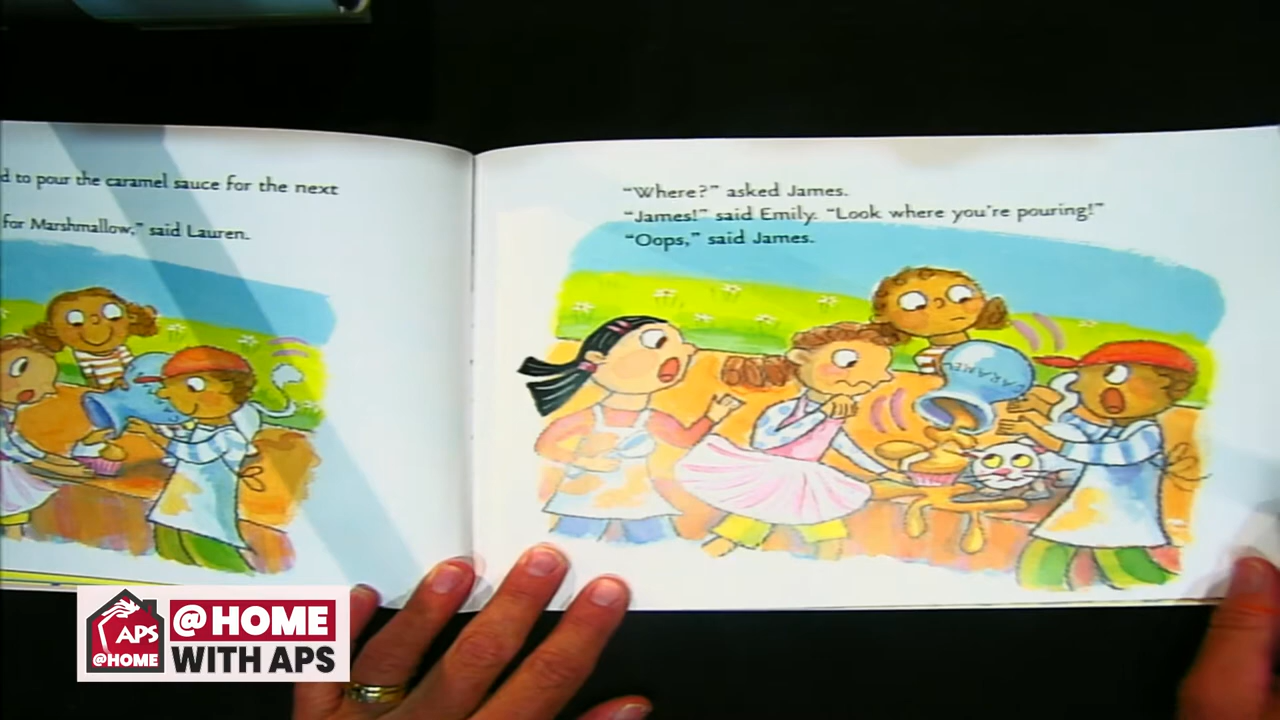 d to pour the caramel sauce for the next
for Marshmallow," said Lauren.
"Where?" asked James.
"James!" said Emily. "Look where you're pouring!"
"Oops," said James.
CARAMEL
APS
@HOME
@HOME
WITH APS